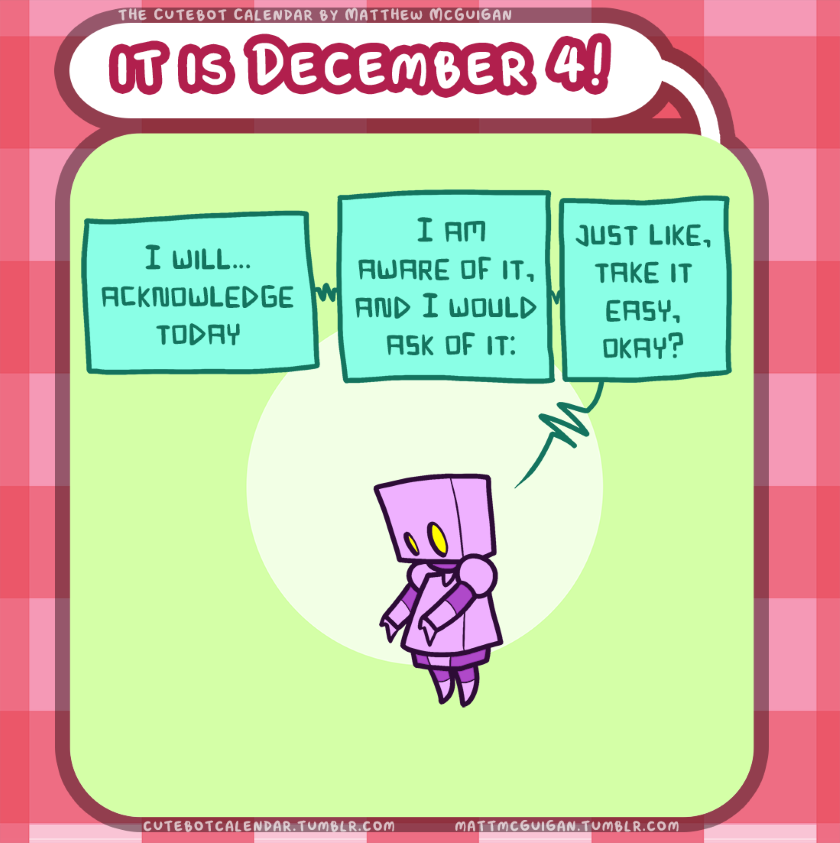 THE CUTEBOT CALENDAR BY MATTHEW MCGUIGAN
IT IS DECEMBER 4!
I WILL...
ACKNOWLEDGE
TODAY
I AM
AWARE OF IT,
AND I WOULD
ASK OF IT:
JUST LIKE,
TAKE IT
EASY,
OKAY?
CUTEBOTCALENDAR.TUMBLR.COM
MATTMCGUIGAN.TUMBLR.COM